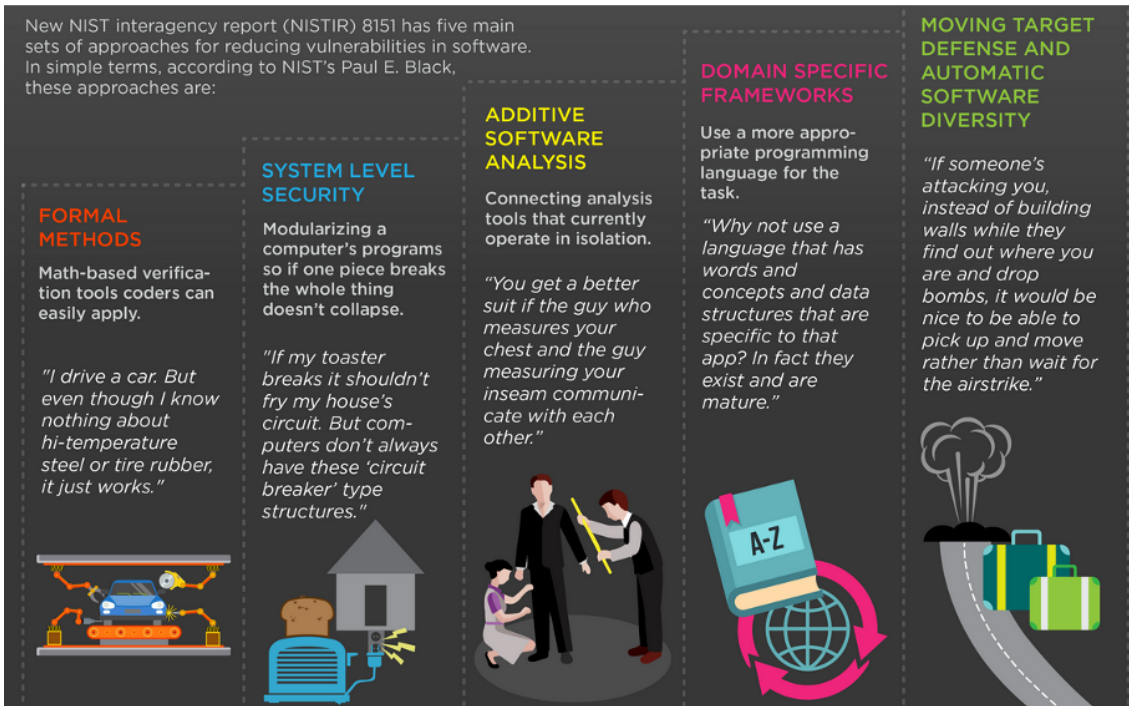 New NIST interagency report (NISTIR) 8151 has five main
sets of approaches for reducing vulnerabilities in software.
In simple terms, according to NIST's Paul E. Black,
these approaches are:
FORMAL
METHODS
Math-based verifica-
tion tools coders can
easily apply.
"I drive a car. But
even though I know
nothing about
hi-temperature
steel or tire rubber,
it just works."
SYSTEM LEVEL
SECURITY
Modularizing a
computer's programs
so if one piece breaks
the whole thing
doesn't collapse.
"If my toaster
breaks it shouldn't
fry my house's
circuit. But com-
puters don't always
have these ‘circuit
breaker’ type
structures."
ADDITIVE
SOFTWARE
ANALYSIS
Connecting analysis
tools that currently
operate in isolation.
“You get a better
suit if the guy who
measures your
chest and the guy
measuring your
inseam communi-
cate with each
other.”
DOMAIN SPECIFIC
FRAMEWORKS
Use a more appro-
priate programming
language for the
task.
“Why not use a
language that has
words and
concepts and data
structures that are
specific to that
app? In fact they
exist and are
mature.”
A-Z
MOVING TARGET
DEFENSE AND
AUTOMATIC
SOFTWARE
DIVERSITY
“If someone’s
attacking you,
instead of building
walls while they
find out where you
are and drop
bombs, it would be
nice to be able to
pick up and move
rather than wait for
the airstrike.”